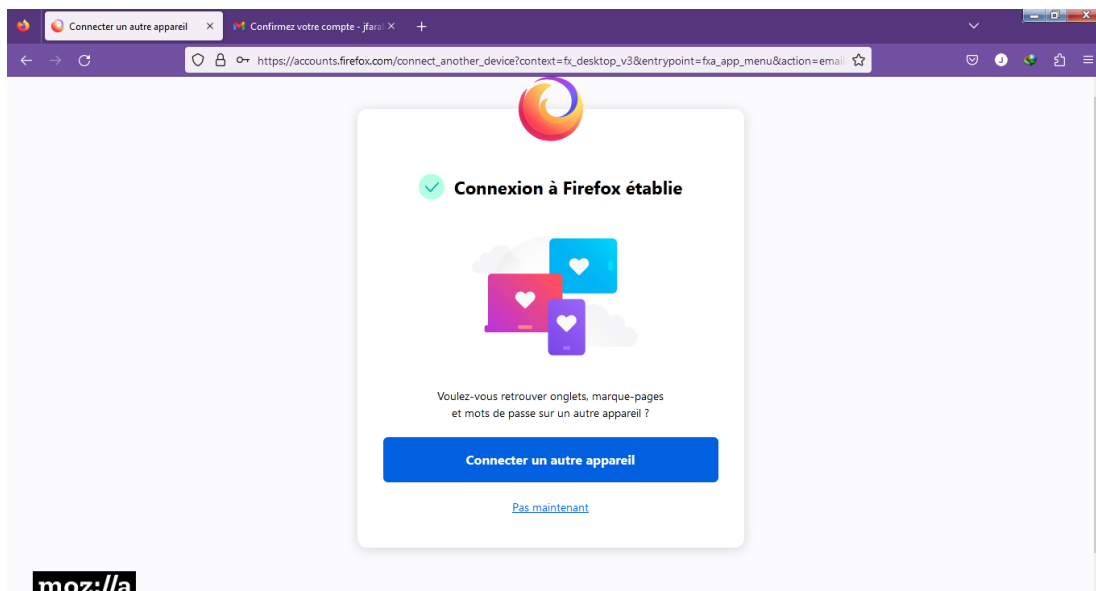 Connecter un autre appareil
Confirmez votre compte - jfaral
https://accounts.firefox.com/connect_another_device?context=fx_desktop_v3&entrypoint=fxa_app_menu&action=email
J
Connexion à Firefox établie
Voulez-vous retrouver onglets, marque-pages
et mots de passe sur un autre appareil ?
Connecter un autre appareil
Pas maintenant
moz://a